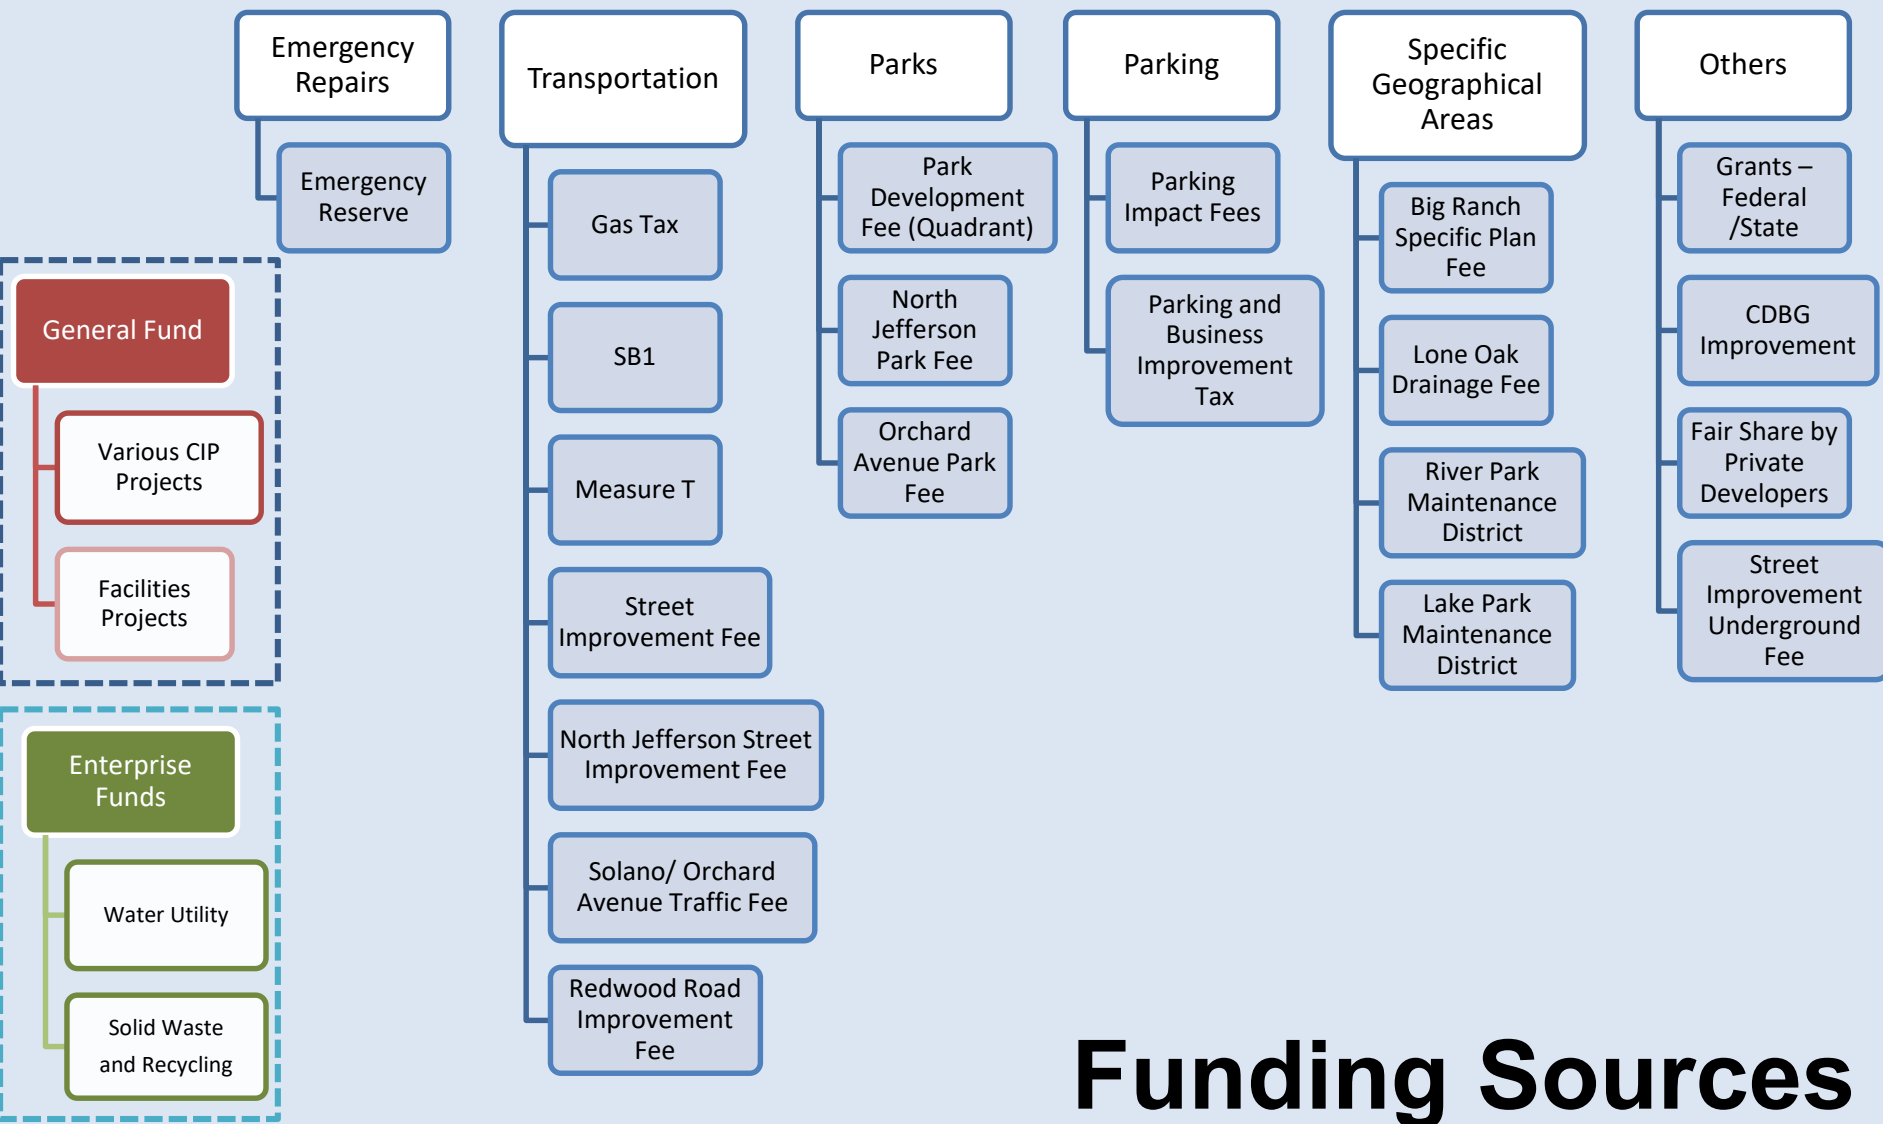 Emergency
Repairs
Emergency
Reserve
Transportation
Gas Tax
SB1
Measure T
Street
Improvement Fee
North Jefferson Street
Improvement Fee
Solano/ Orchard
Avenue Traffic Fee
Redwood Road
Improvement
Fee
Parks
Park
Development
Fee (Quadrant)
North
Jefferson
Park Fee
Orchard
Avenue Park
Fee
Parking
Parking
Impact Fees
Parking and
Business
Improvement
Tax
Specific
Geographical
Areas
Big Ranch
Specific Plan
Fee
Lone Oak
Drainage Fee
River Park
Maintenance
District
Lake Park
Maintenance
District
Others
Grants –
Federal
/State
CDBG
Improvement
Fair Share by
Private
Developers
Street
Improvement
Underground
Fee
General Fund
Various CIP
Projects
Facilities
Projects
Enterprise
Funds
Water Utility
Solid Waste
and Recycling
Funding Sources